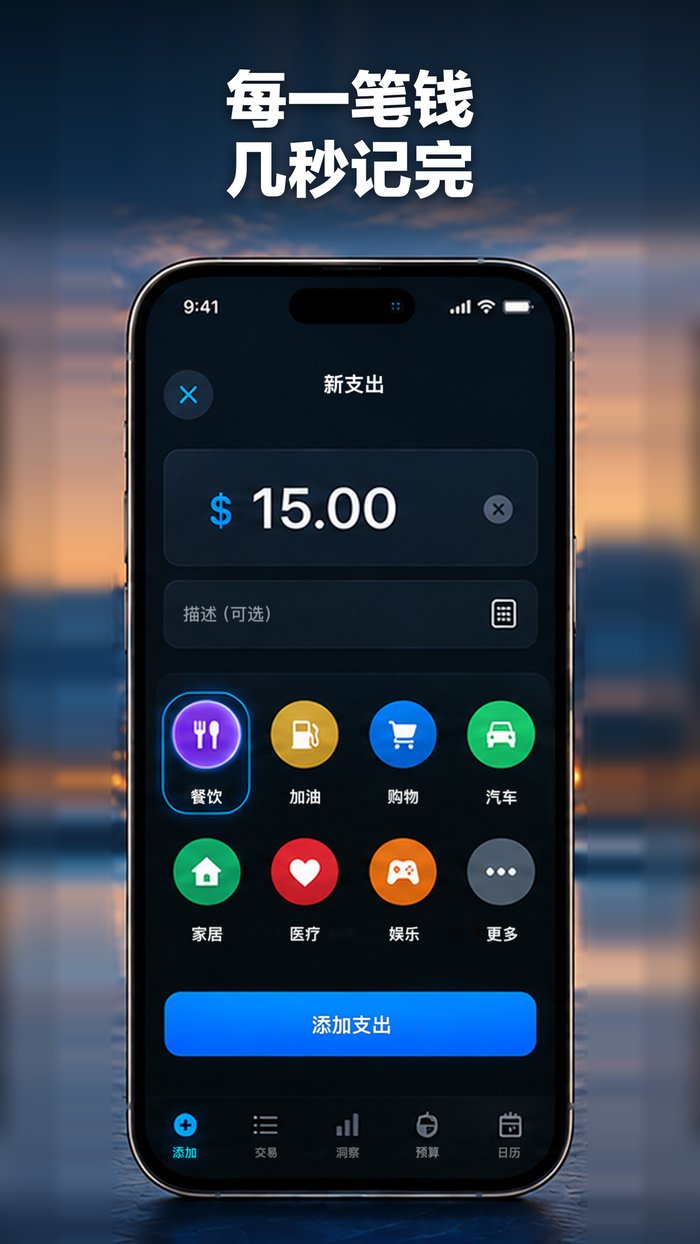 每一笔钱
几秒记完
9:41
新支出
$ 15.00
描述 (可选)
餐饮 加油 购物 汽车
家居 医疗 娱乐 更多
添加支出
添加 交易 洞察 预算 日历